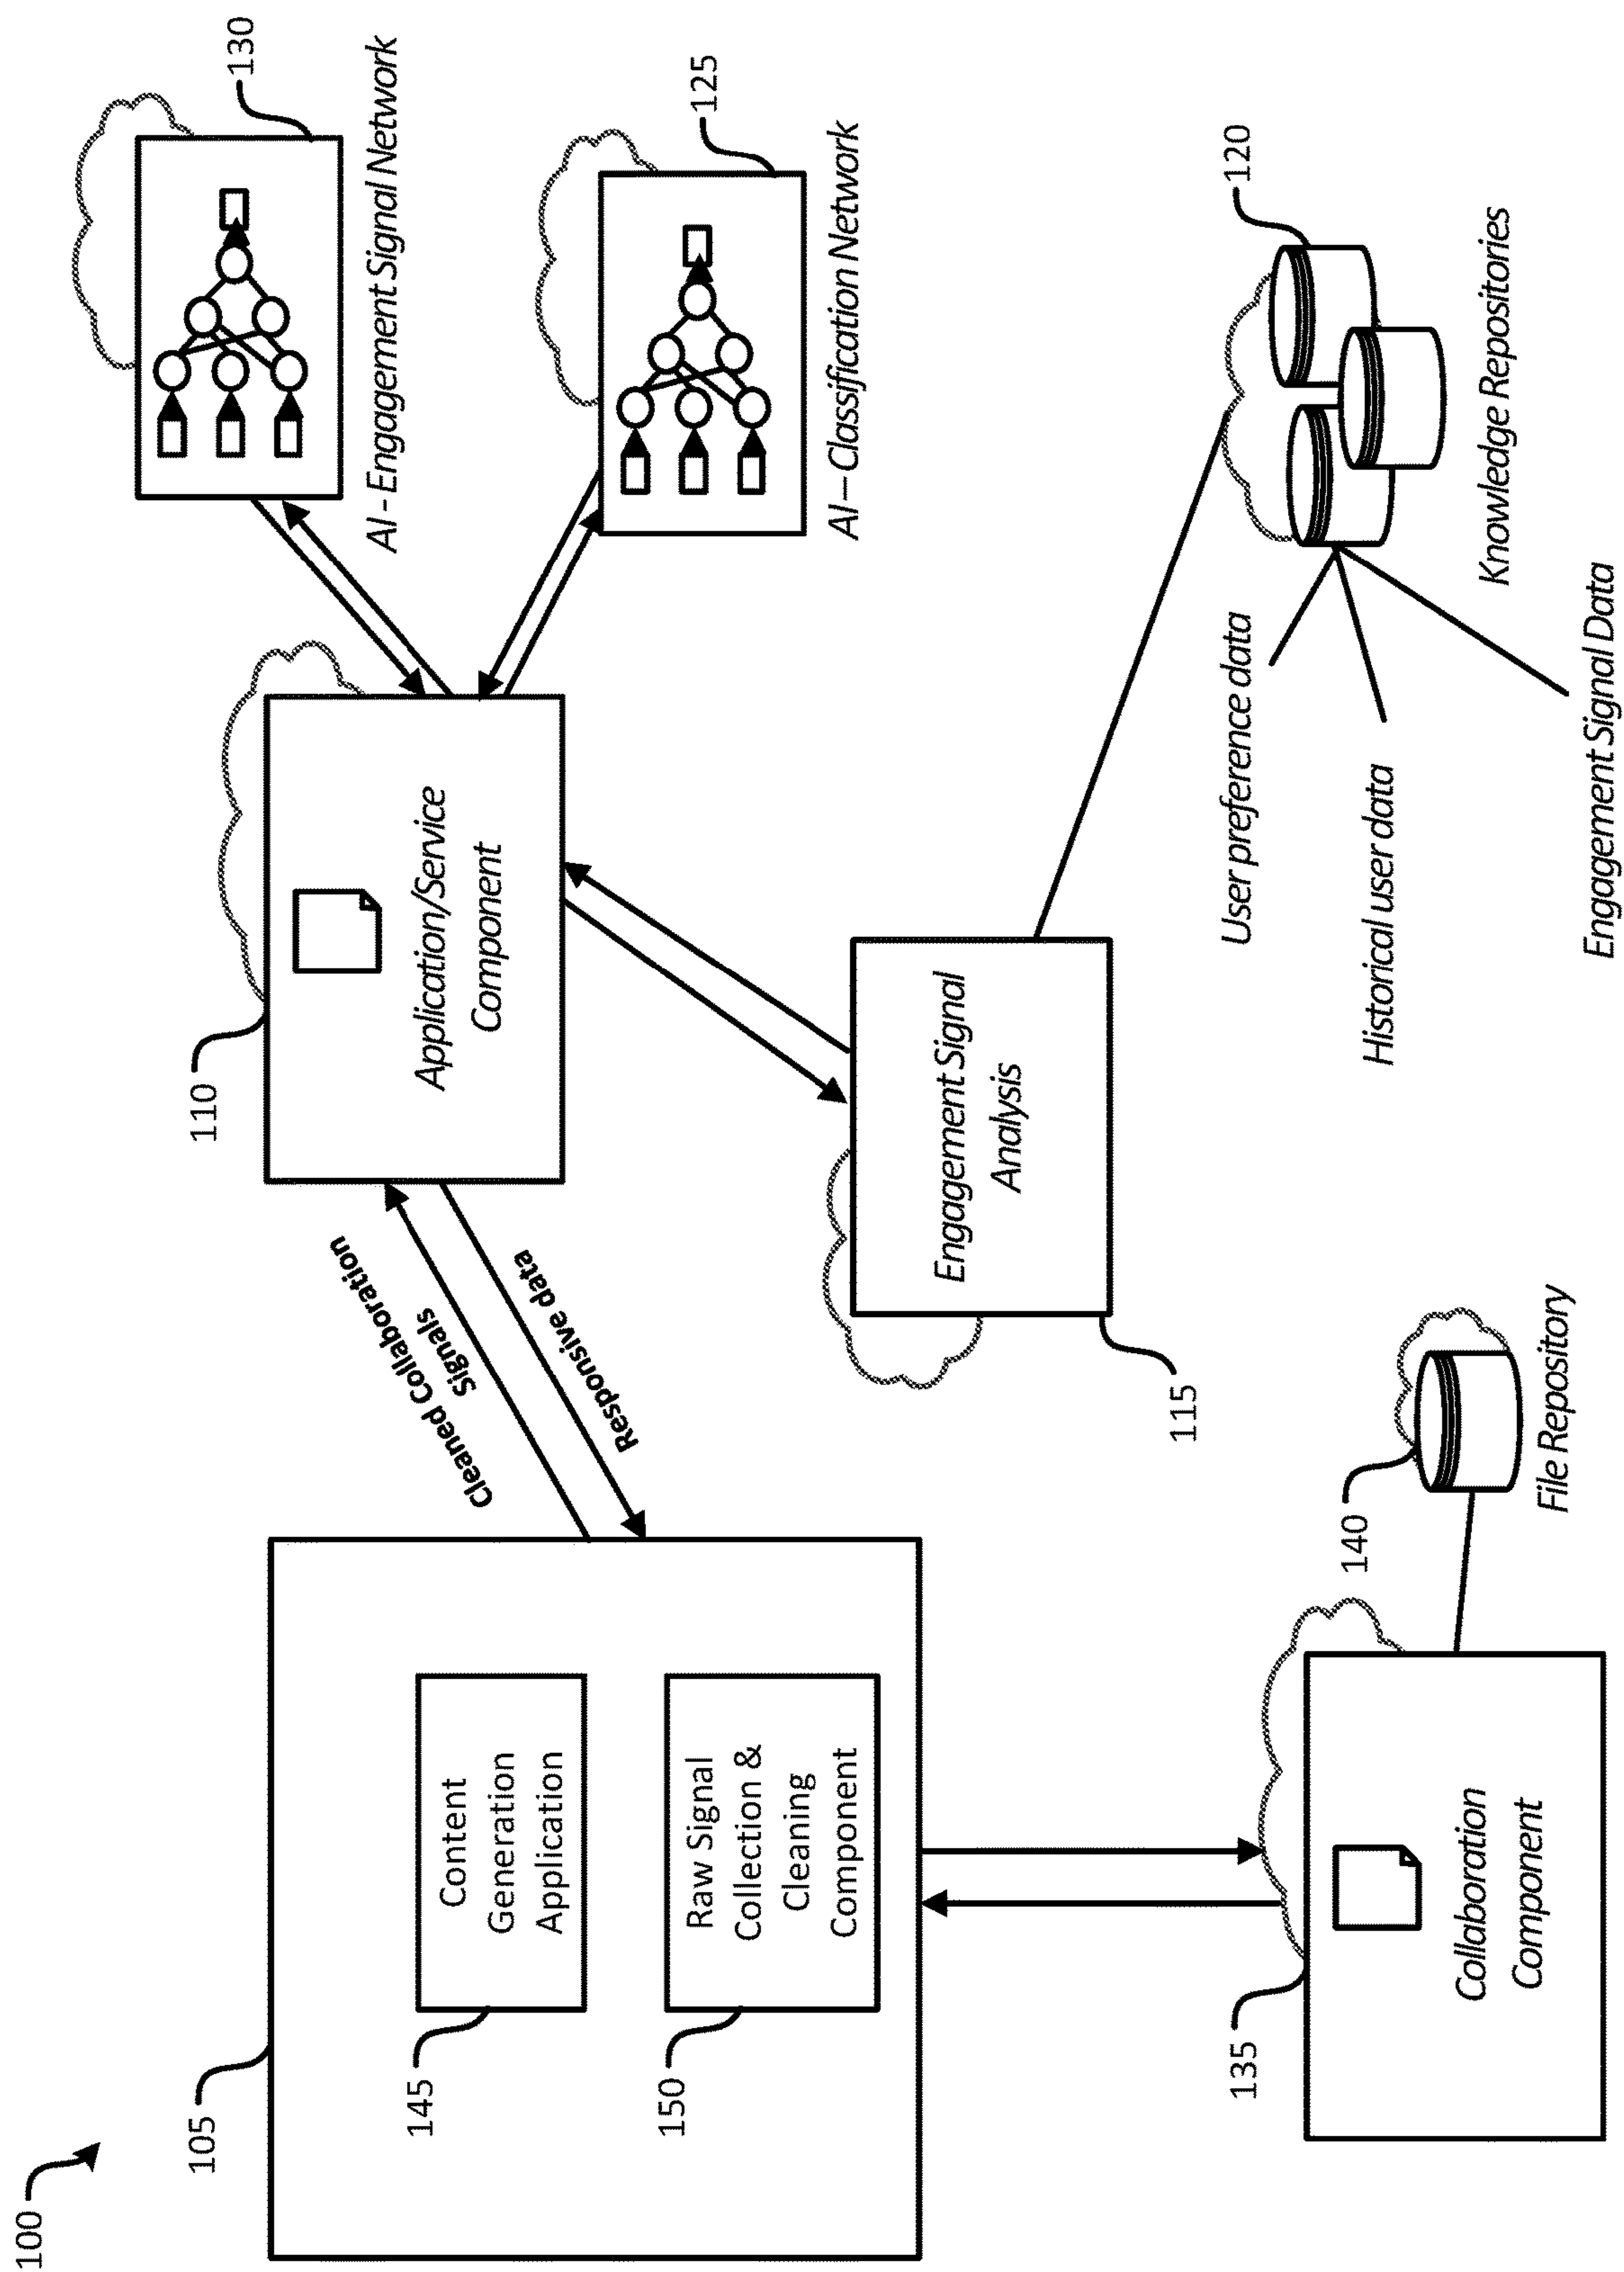 100
105
145
Content
Generation
Application
150
Raw Signal
Collection &
Cleaning
Component
Cleaned Collaboration
Signals
Responsive data
110
Application/Service
Component
130
AI - Engagement Signal Network
125
AI – Classification Network
115
Engagement Signal
Analysis
120
Knowledge Repositories
User preference data
Historical user data
Engagement Signal Data
135
Collaboration
Component
140
File Repository